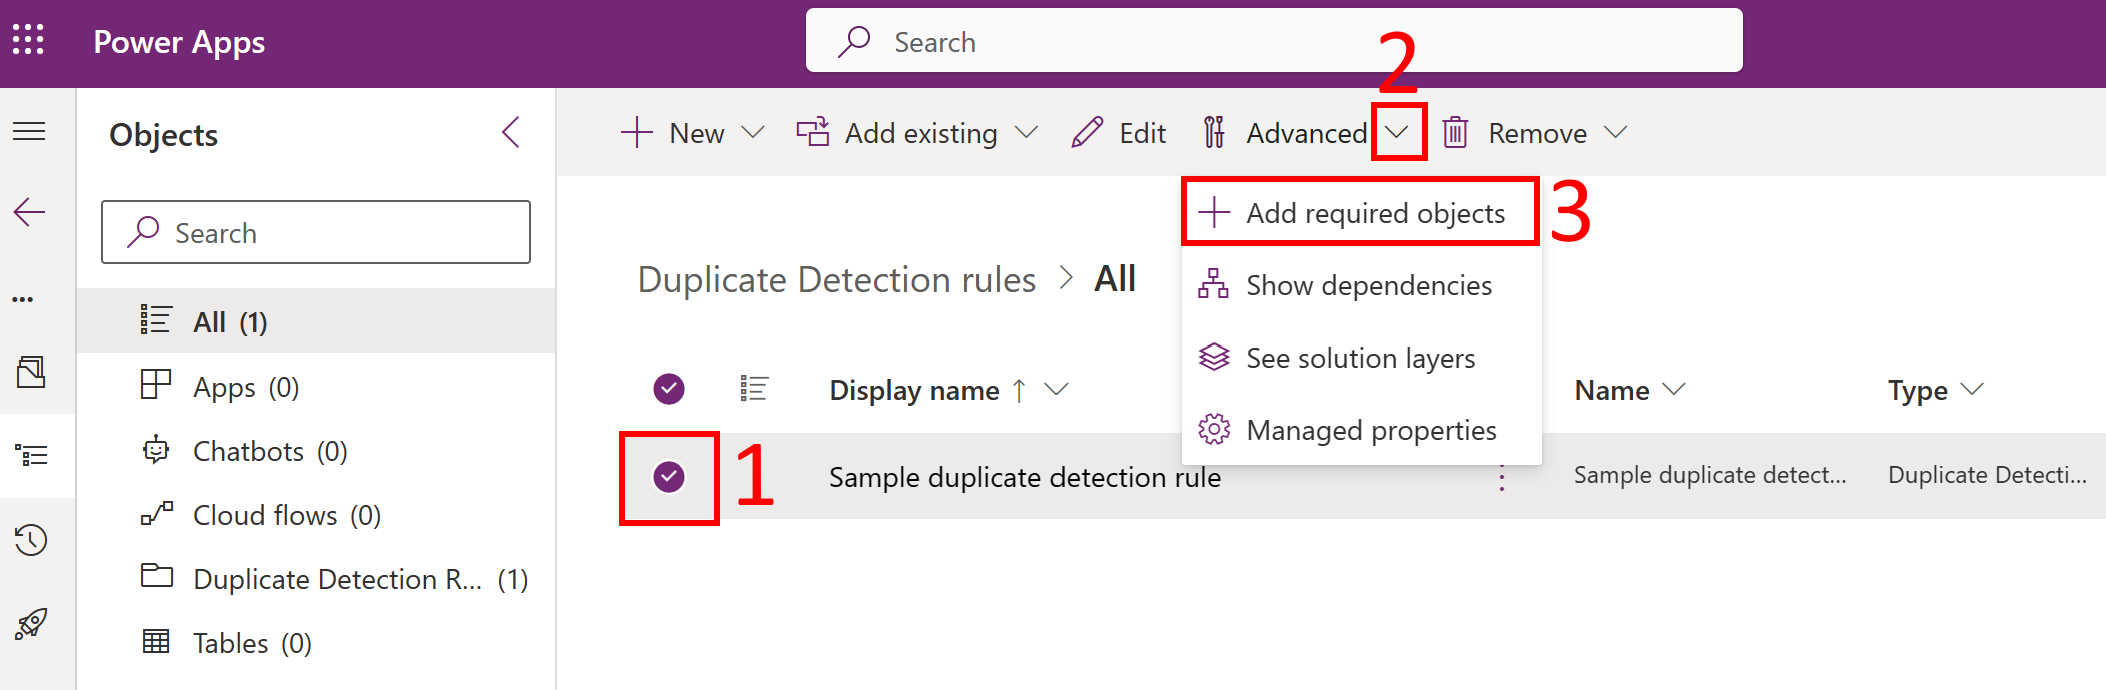 Power Apps
Search
2
Objects
New
Add existing
Edit
Advanced
Remove
Search
Add required objects
3
Show dependencies
See solution layers
Managed properties
Duplicate Detection rules > All
All (1)
Apps (0)
Chatbots (0)
Cloud flows (0)
Duplicate Detection R... (1)
Tables (0)
Display name ↑
Name
Type
1
Sample duplicate detection rule
Sample duplicate detect...
Duplicate Detecti...